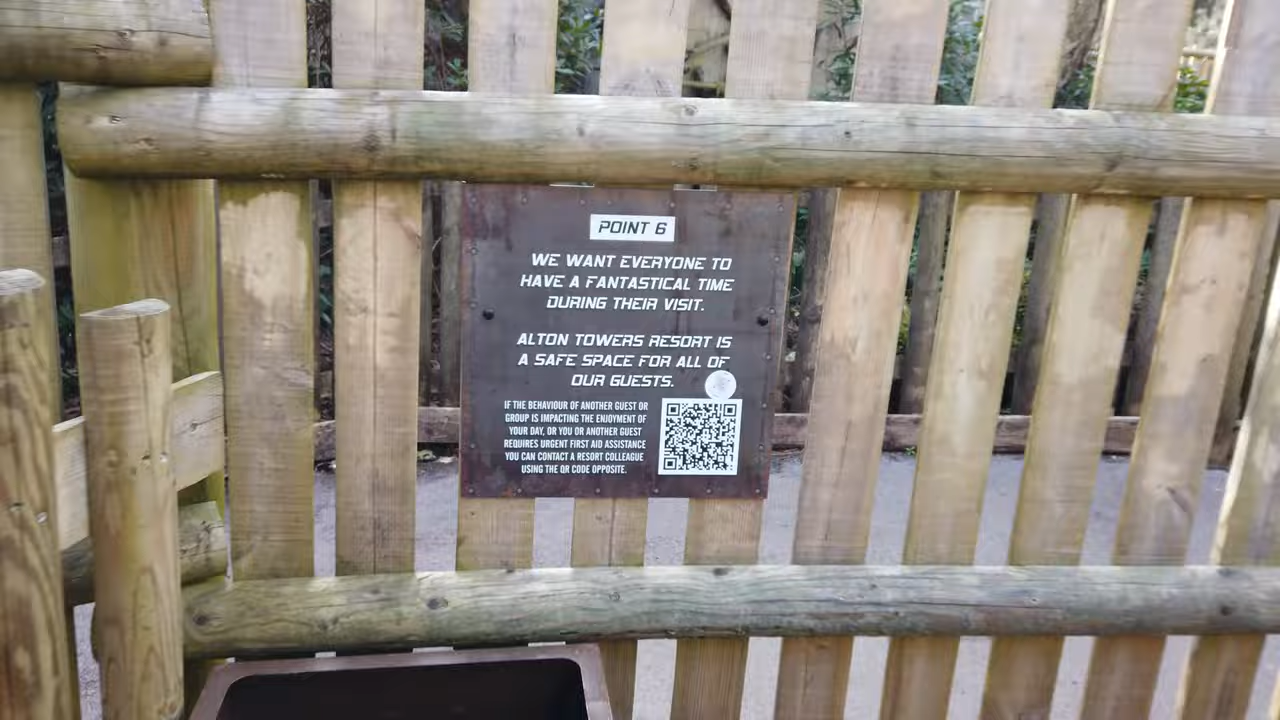 POINT 6
WE WANT EVERYONE TO
HAVE A FANTASTICAL TIME
DURING THEIR VISIT.
ALTON TOWERS RESORT IS
A SAFE SPACE FOR ALL OF
OUR GUESTS.
IF THE BEHAVIOUR OF ANOTHER GUEST OR
GROUP IS IMPACTING THE ENJOYMENT OF
YOUR DAY, OR YOU OR ANOTHER GUEST
REQUIRES URGENT FIRST AID ASSISTANCE
YOU CAN CONTACT A RESORT COLLEAGUE
USING THE QR CODE OPPOSITE.